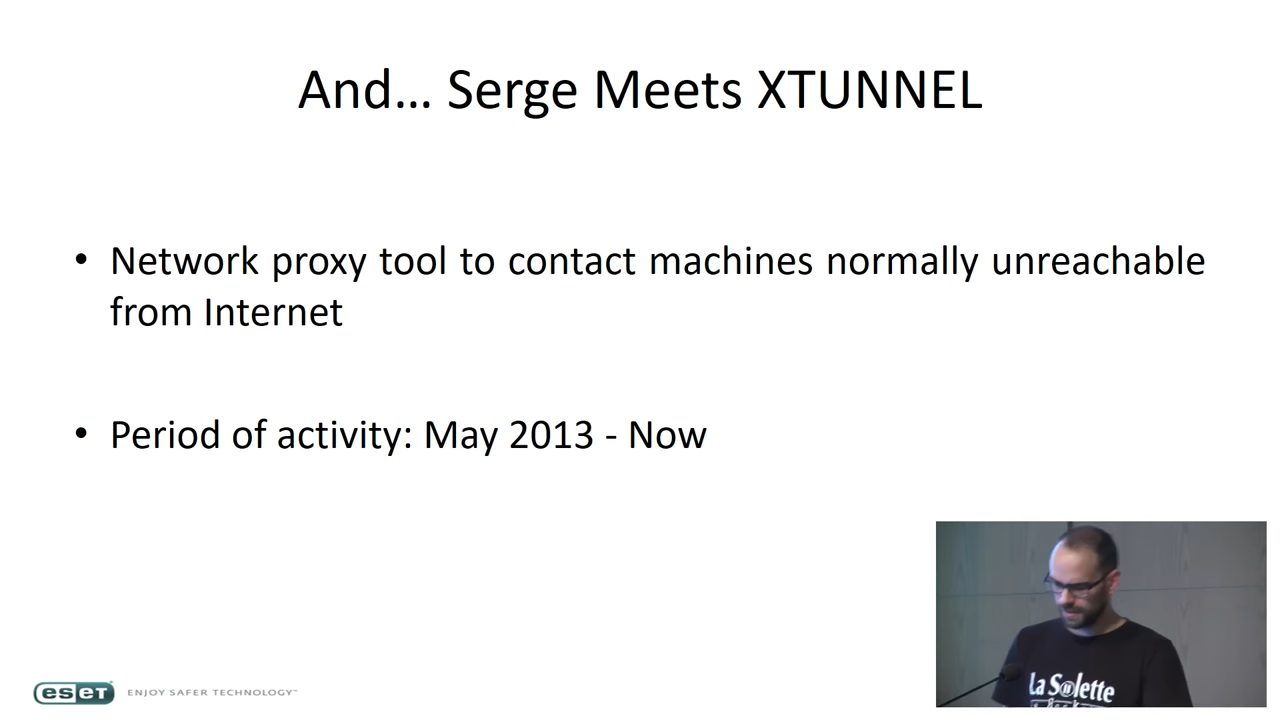 And... Serge Meets XTUNNEL
• Network proxy tool to contact machines normally unreachable
from Internet
• Period of activity: May 2013 - Now
La S@lette
eset ENJOY SAFER TECHNOLOGY™